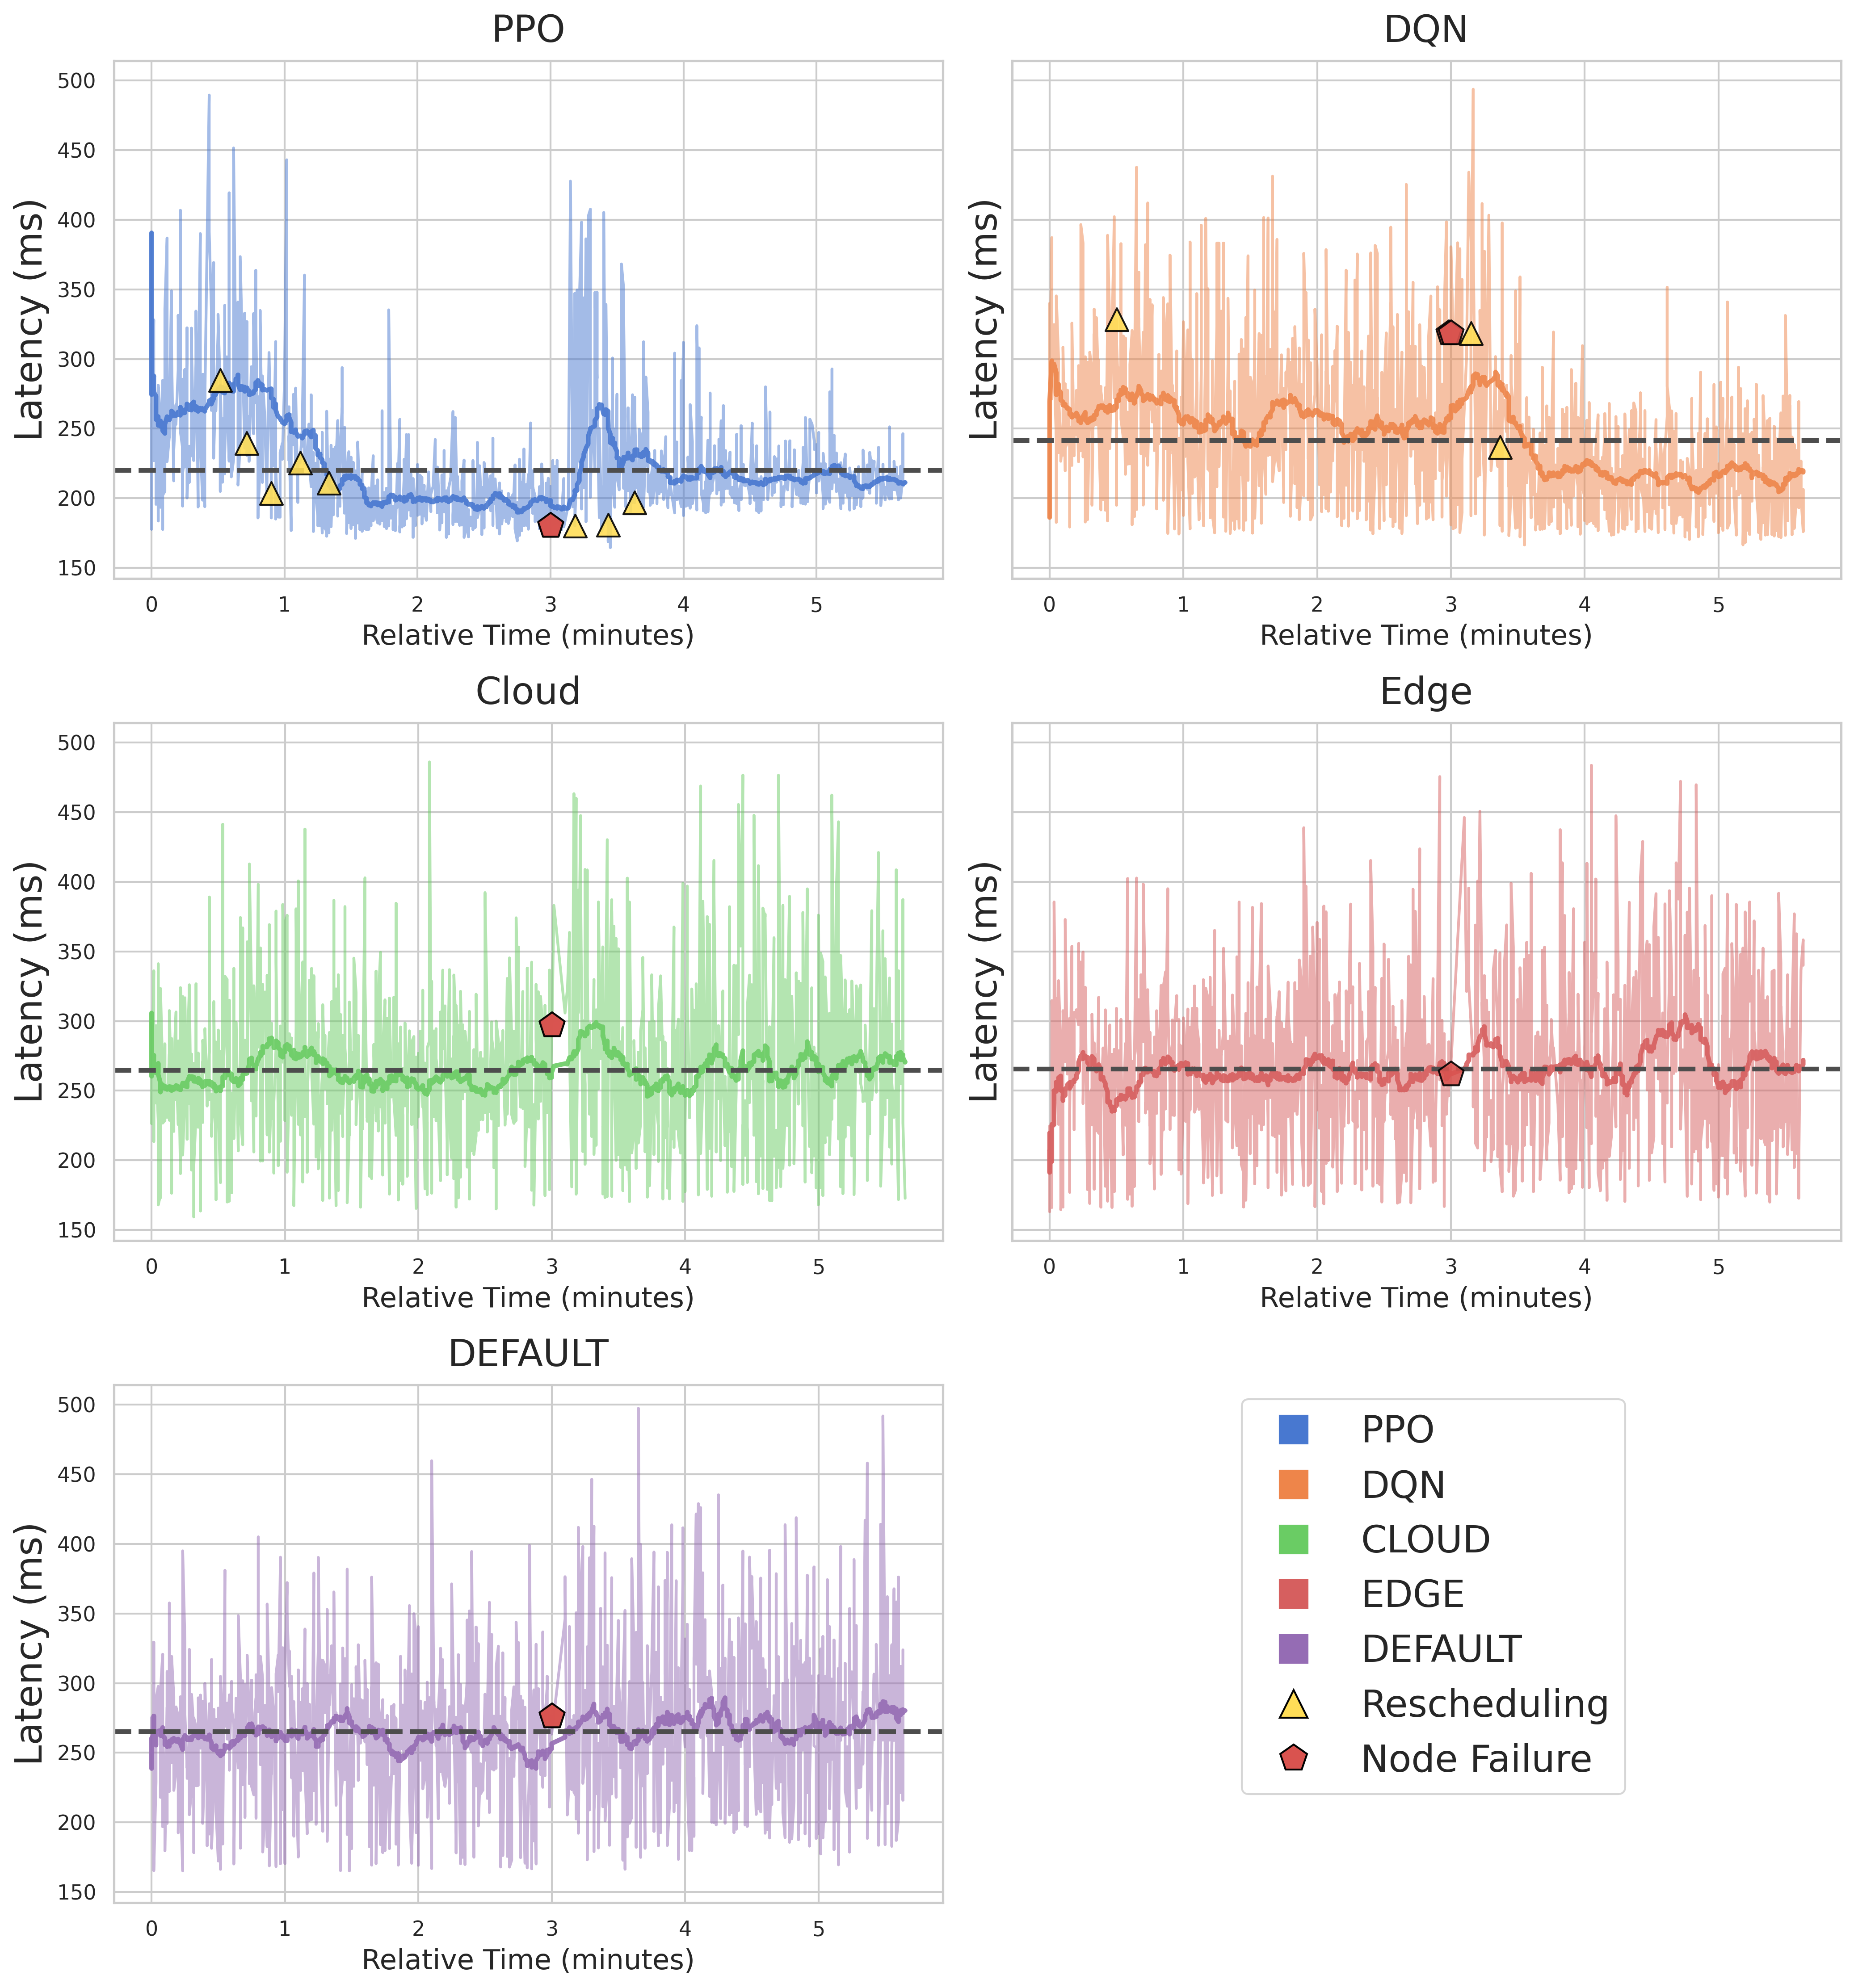 PPO
500
450
400
350
300
250
200
150
Latency (ms)
0 1 2 3 4 5
Relative Time (minutes)
DQN
Latency (ms)
0 1 2 3 4 5
Relative Time (minutes)
Cloud
500
450
400
350
300
250
200
150
Latency (ms)
0 1 2 3 4 5
Relative Time (minutes)
Edge
Latency (ms)
0 1 2 3 4 5
Relative Time (minutes)
DEFAULT
500
450
400
350
300
250
200
150
Latency (ms)
0 1 2 3 4 5
Relative Time (minutes)
PPO
DQN
CLOUD
EDGE
DEFAULT
Rescheduling
Node Failure